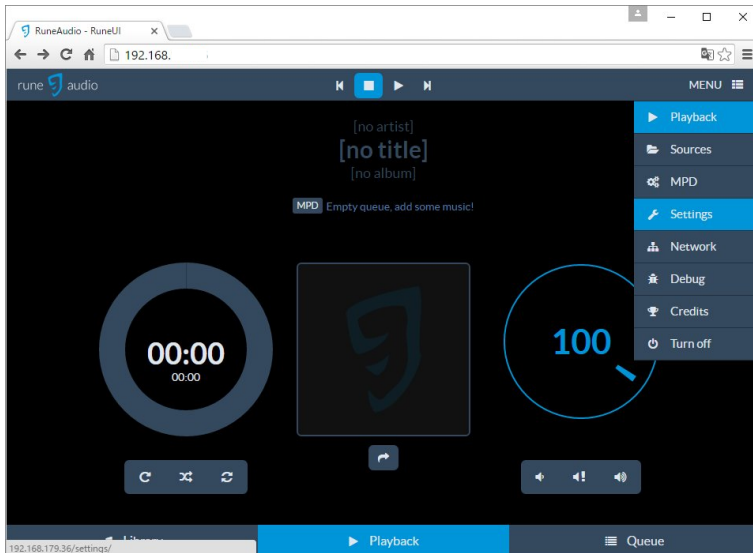 RuneAudio - RuneUI
192.168.
rune audio
MENU
Playback
Sources
MPD
Settings
Network
Debug
Credits
Turn off
[no artist]
[no title]
[no album]
MPD Empty queue, add some music!
00:00
00:00
100
Library
Playback
Queue
192.168.179.36/settings/